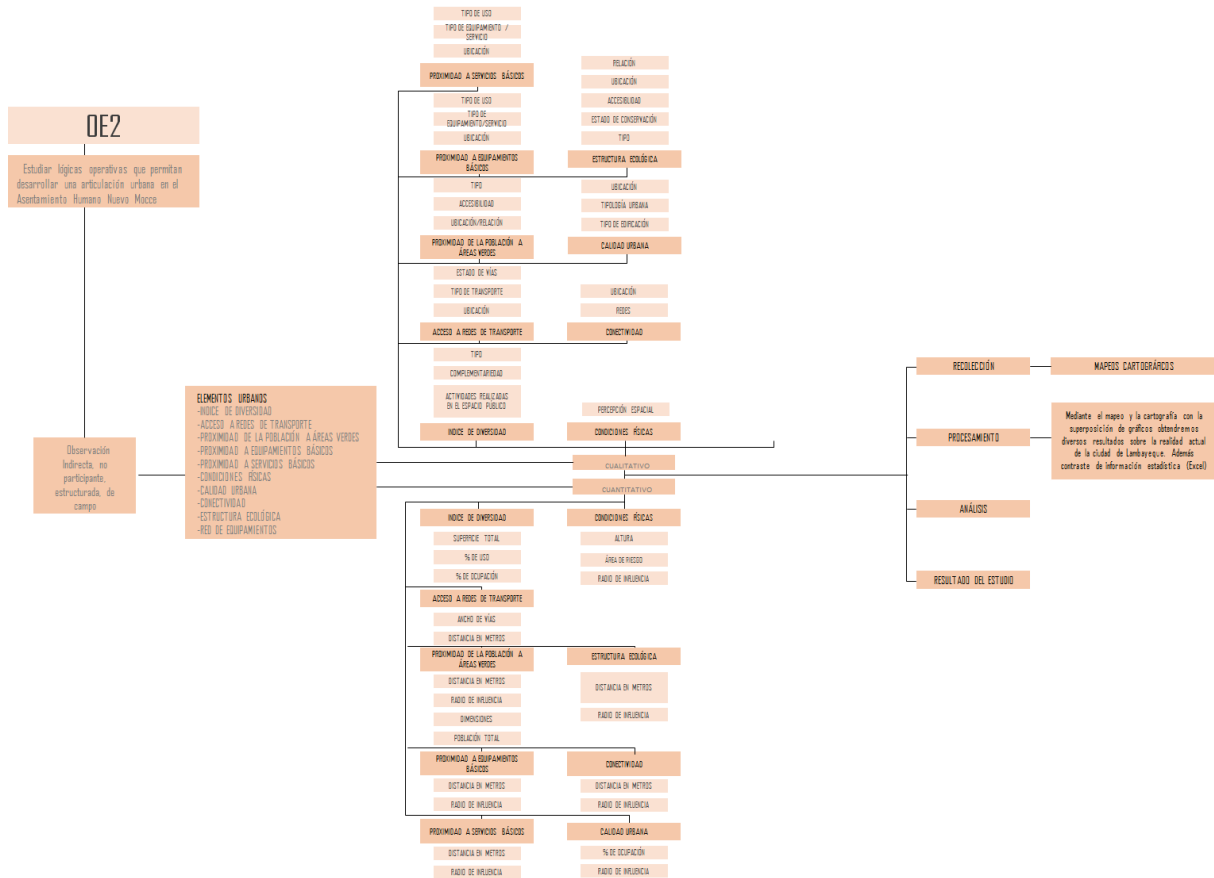 OE2
Estudiar lógicas operativas que permitan
desarrollar una articulación urbana en el
Asentamiento Humano Nuevo Mocce
Observación
Indirecta, no
participante,
estructurada, de
campo
ELEMENTOS URBANOS
-INDICE DE DIVERSIDAD
-ACCESO A REDES DE TRANSPORTE
-PROXIMIDAD DE LA POBLACIÓN A ÁREAS VERDES
-PROXIMIDAD A EQUIPAMIENTOS BÁSICOS
-PROXIMIDAD A SERVICIOS BÁSICOS
-CONDICIONES FÍSICAS
-CALIDAD URBANA
-CONECTIVIDAD
-ESTRUCTURA ECOLÓGICA
-RED DE EQUIPAMIENTOS
TIPO DE USO
TIPO DE EQUIPAMIENTO /
SERVICIO
UBICACIÓN
PROXIMIDAD A SERVICIOS BÁSICOS
TIPO DE USO
TIPO DE
EQUIPAMIENTO/SERVICIO
UBICACIÓN
PROXIMIDAD A EQUIPAMIENTOS
BÁSICOS
TIPO
ACCESIBILIDAD
UBICACIÓN/RELACIÓN
PROXIMIDAD DE LA POBLACIÓN A
ÁREAS VERDES
ESTADO DE VÍAS
TIPO DE TRANSPORTE
UBICACIÓN
ACCESO A REDES DE TRANSPORTE
TIPO
COMPLEMENTARIEDAD
ACTIVIDADES REALIZADAS
EN EL ESPACIO PÚBLICO
INDICE DE DIVERSIDAD
RELACIÓN
UBICACIÓN
ACCESIBLIDAD
ESTADO DE CONSERVACIÓN
TIPO
ESTRUCTURA ECOLÓGICA
UBICACIÓN
TIPOLOGÍA URBANA
TIPO DE EDIFICACIÓN
CALIDAD URBANA
UBICACIÓN
REDES
CONECTIVIDAD
PERCEPCIÓN ESPACIAL
CONDICIONES FÍSICAS
CUALITATIVO
CUANTITATIVO
INDICE DE DIVERSIDAD
SUPERFICIE TOTAL
% DE USO
% DE OCUPACIÓN
ACCESO A REDES DE TRANSPORTE
ANCHO DE VÍAS
DISTANCIA EN METROS
PROXIMIDAD DE LA POBLACIÓN A
ÁREAS VERDES
DISTANCIA EN METROS
RADIO DE INFLUENCIA
DIMENSIONES
POBLACIÓN TOTAL
PROXIMIDAD A EQUIPAMIENTOS
BÁSICOS
DISTANCIA EN METROS
RADIO DE INFLUENCIA
PROXIMIDAD A SERVICIOS BÁSICOS
DISTANCIA EN METROS
RADIO DE INFLUENCIA
CONDICIONES FÍSICAS
ALTURA
ÁREA DE RIESGO
RADIO DE INFLUENCIA
ESTRUCTURA ECOLÓGICA
DISTANCIA EN METROS
RADIO DE INFLUENCIA
CONECTIVIDAD
DISTANCIA EN METROS
RADIO DE INFLUENCIA
CALIDAD URBANA
% DE OCUPACIÓN
RADIO DE INFLUENCIA
RECOLECCIÓN
MAPEOS CARTOGRÁFICOS
PROCESAMIENTO
Mediante el mapeo y la cartografía con la
superposición de gráficos obtendremos
diversos resultados sobre la realidad actual
de la ciudad de Lambayeque. Además
contraste de información estadística (Excel)
ANÁLISIS
RESULTADO DEL ESTUDIO